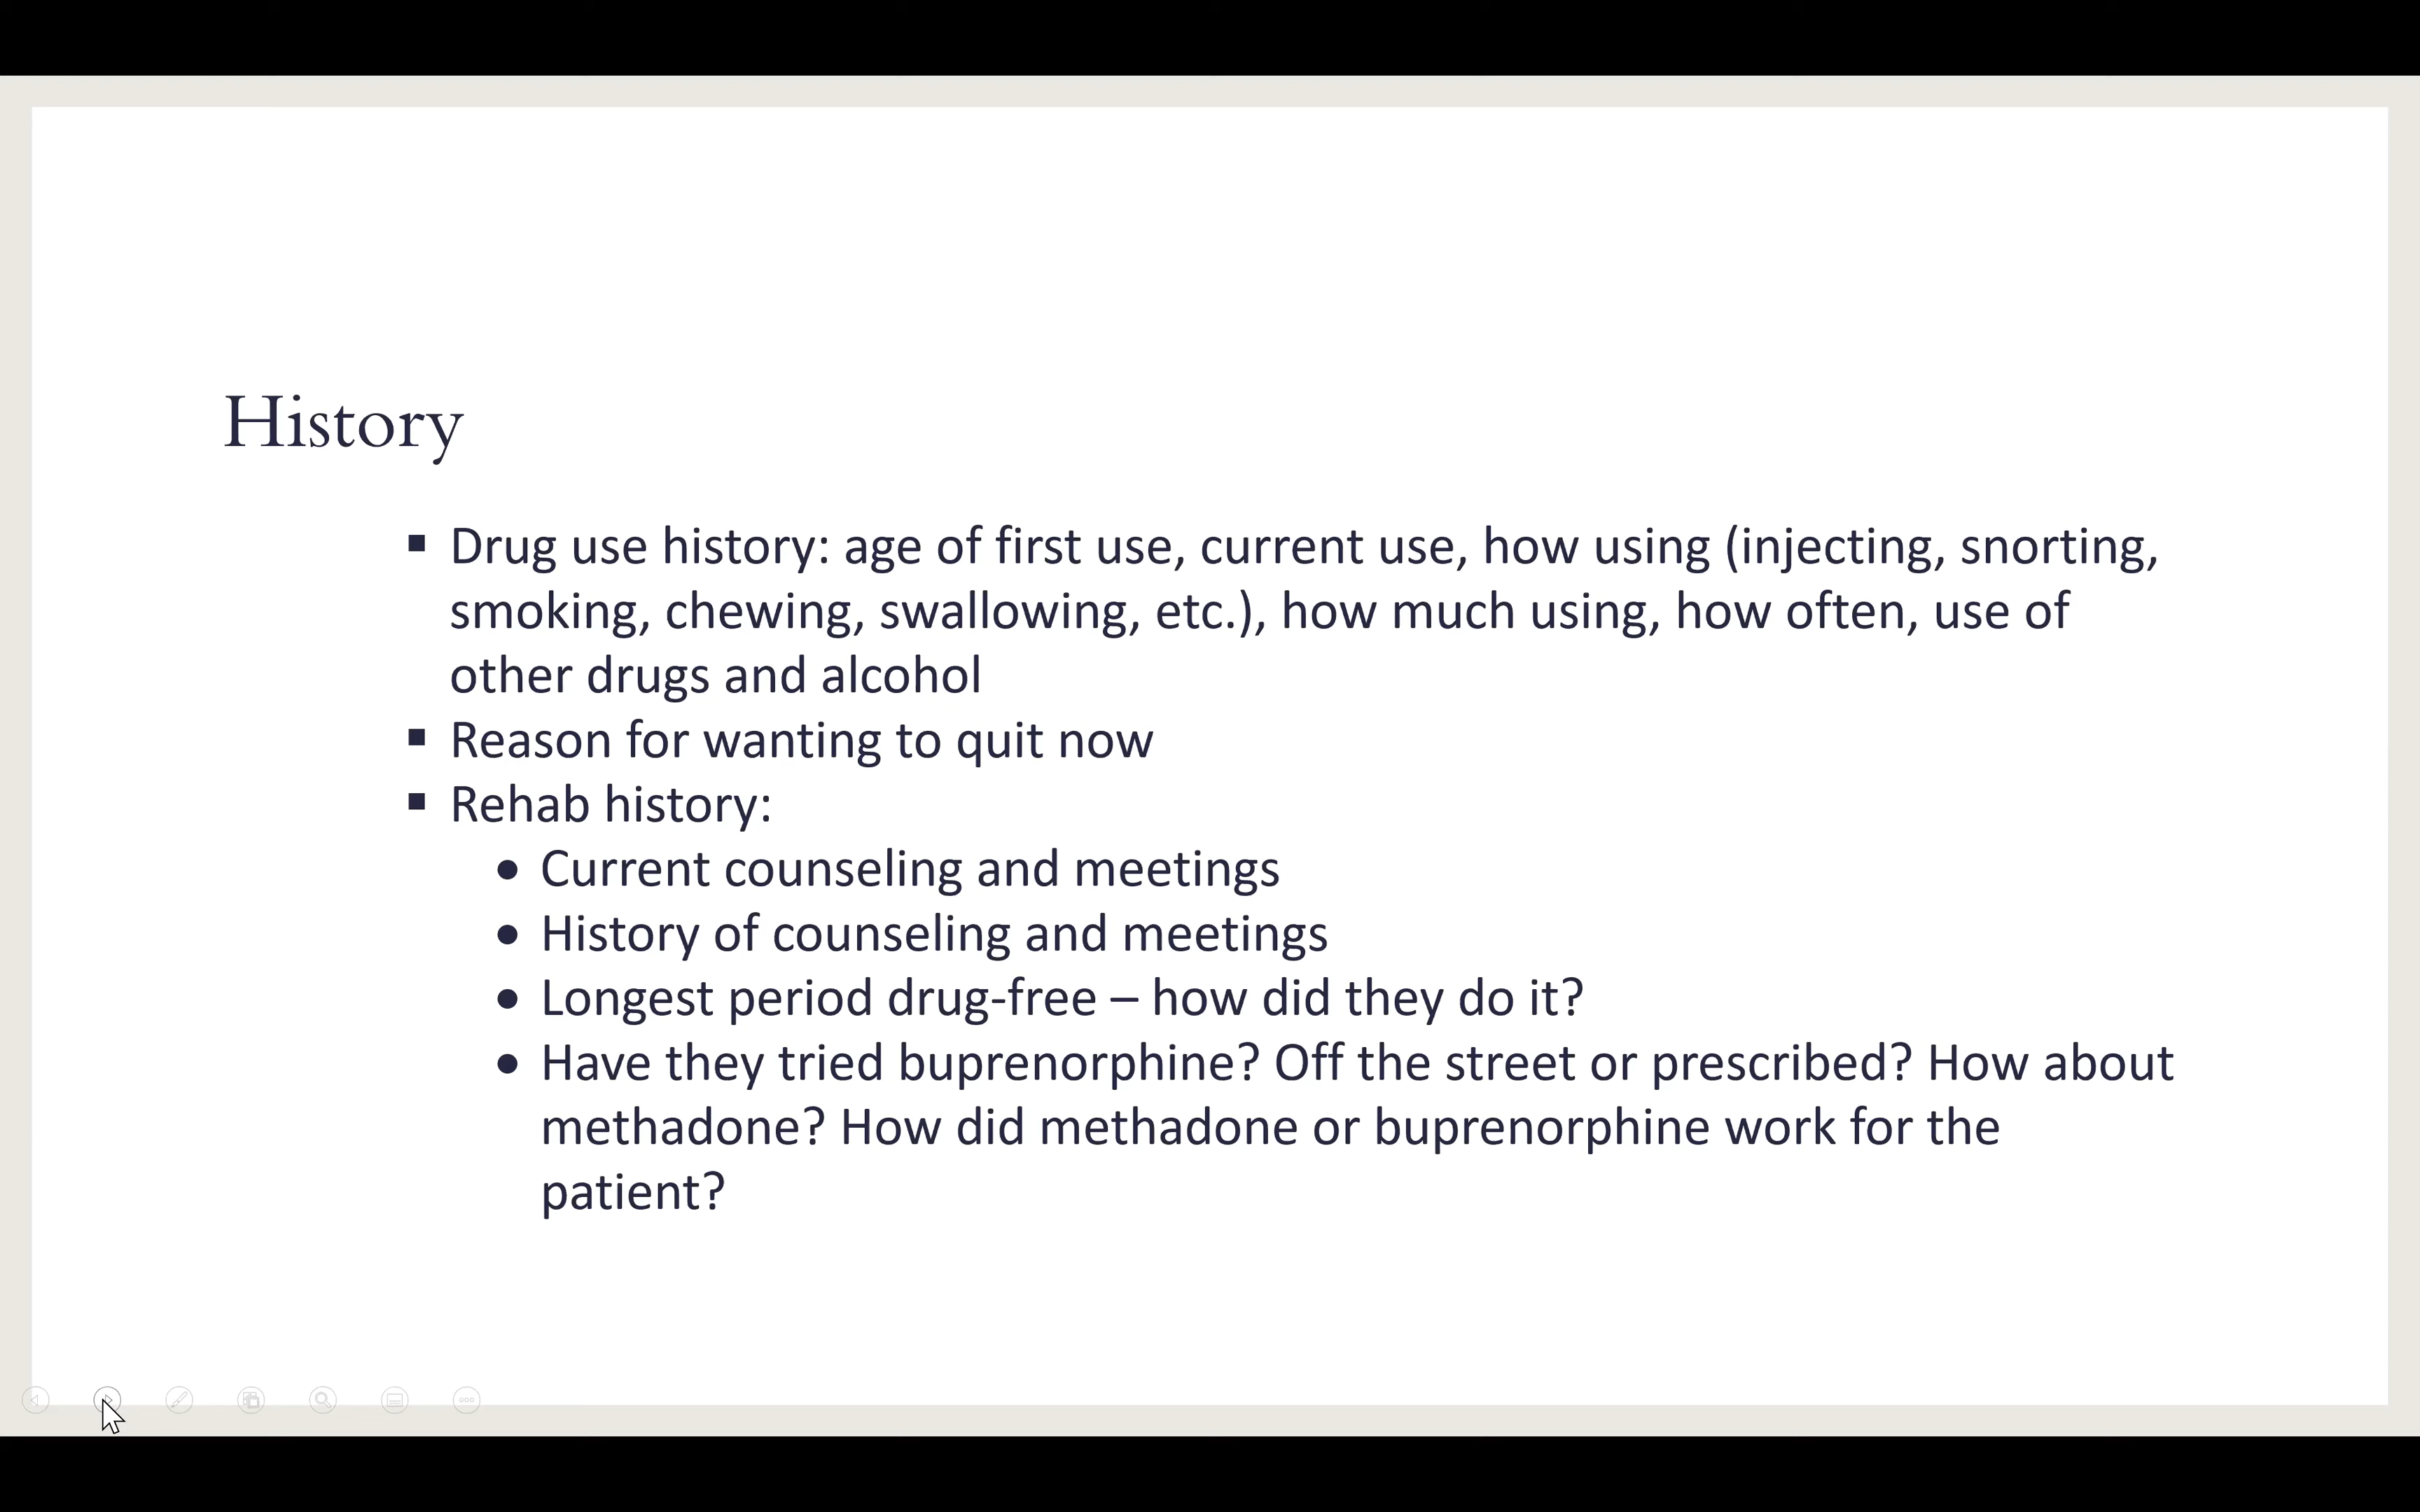 History
▪ Drug use history: age of first use, current use, how using (injecting, snorting,
smoking, chewing, swallowing, etc.), how much using, how often, use of
other drugs and alcohol
▪ Reason for wanting to quit now
▪ Rehab history:
● Current counseling and meetings
● History of counseling and meetings
● Longest period drug-free – how did they do it?
● Have they tried buprenorphine? Off the street or prescribed? How about
methadone? How did methadone or buprenorphine work for the
patient?